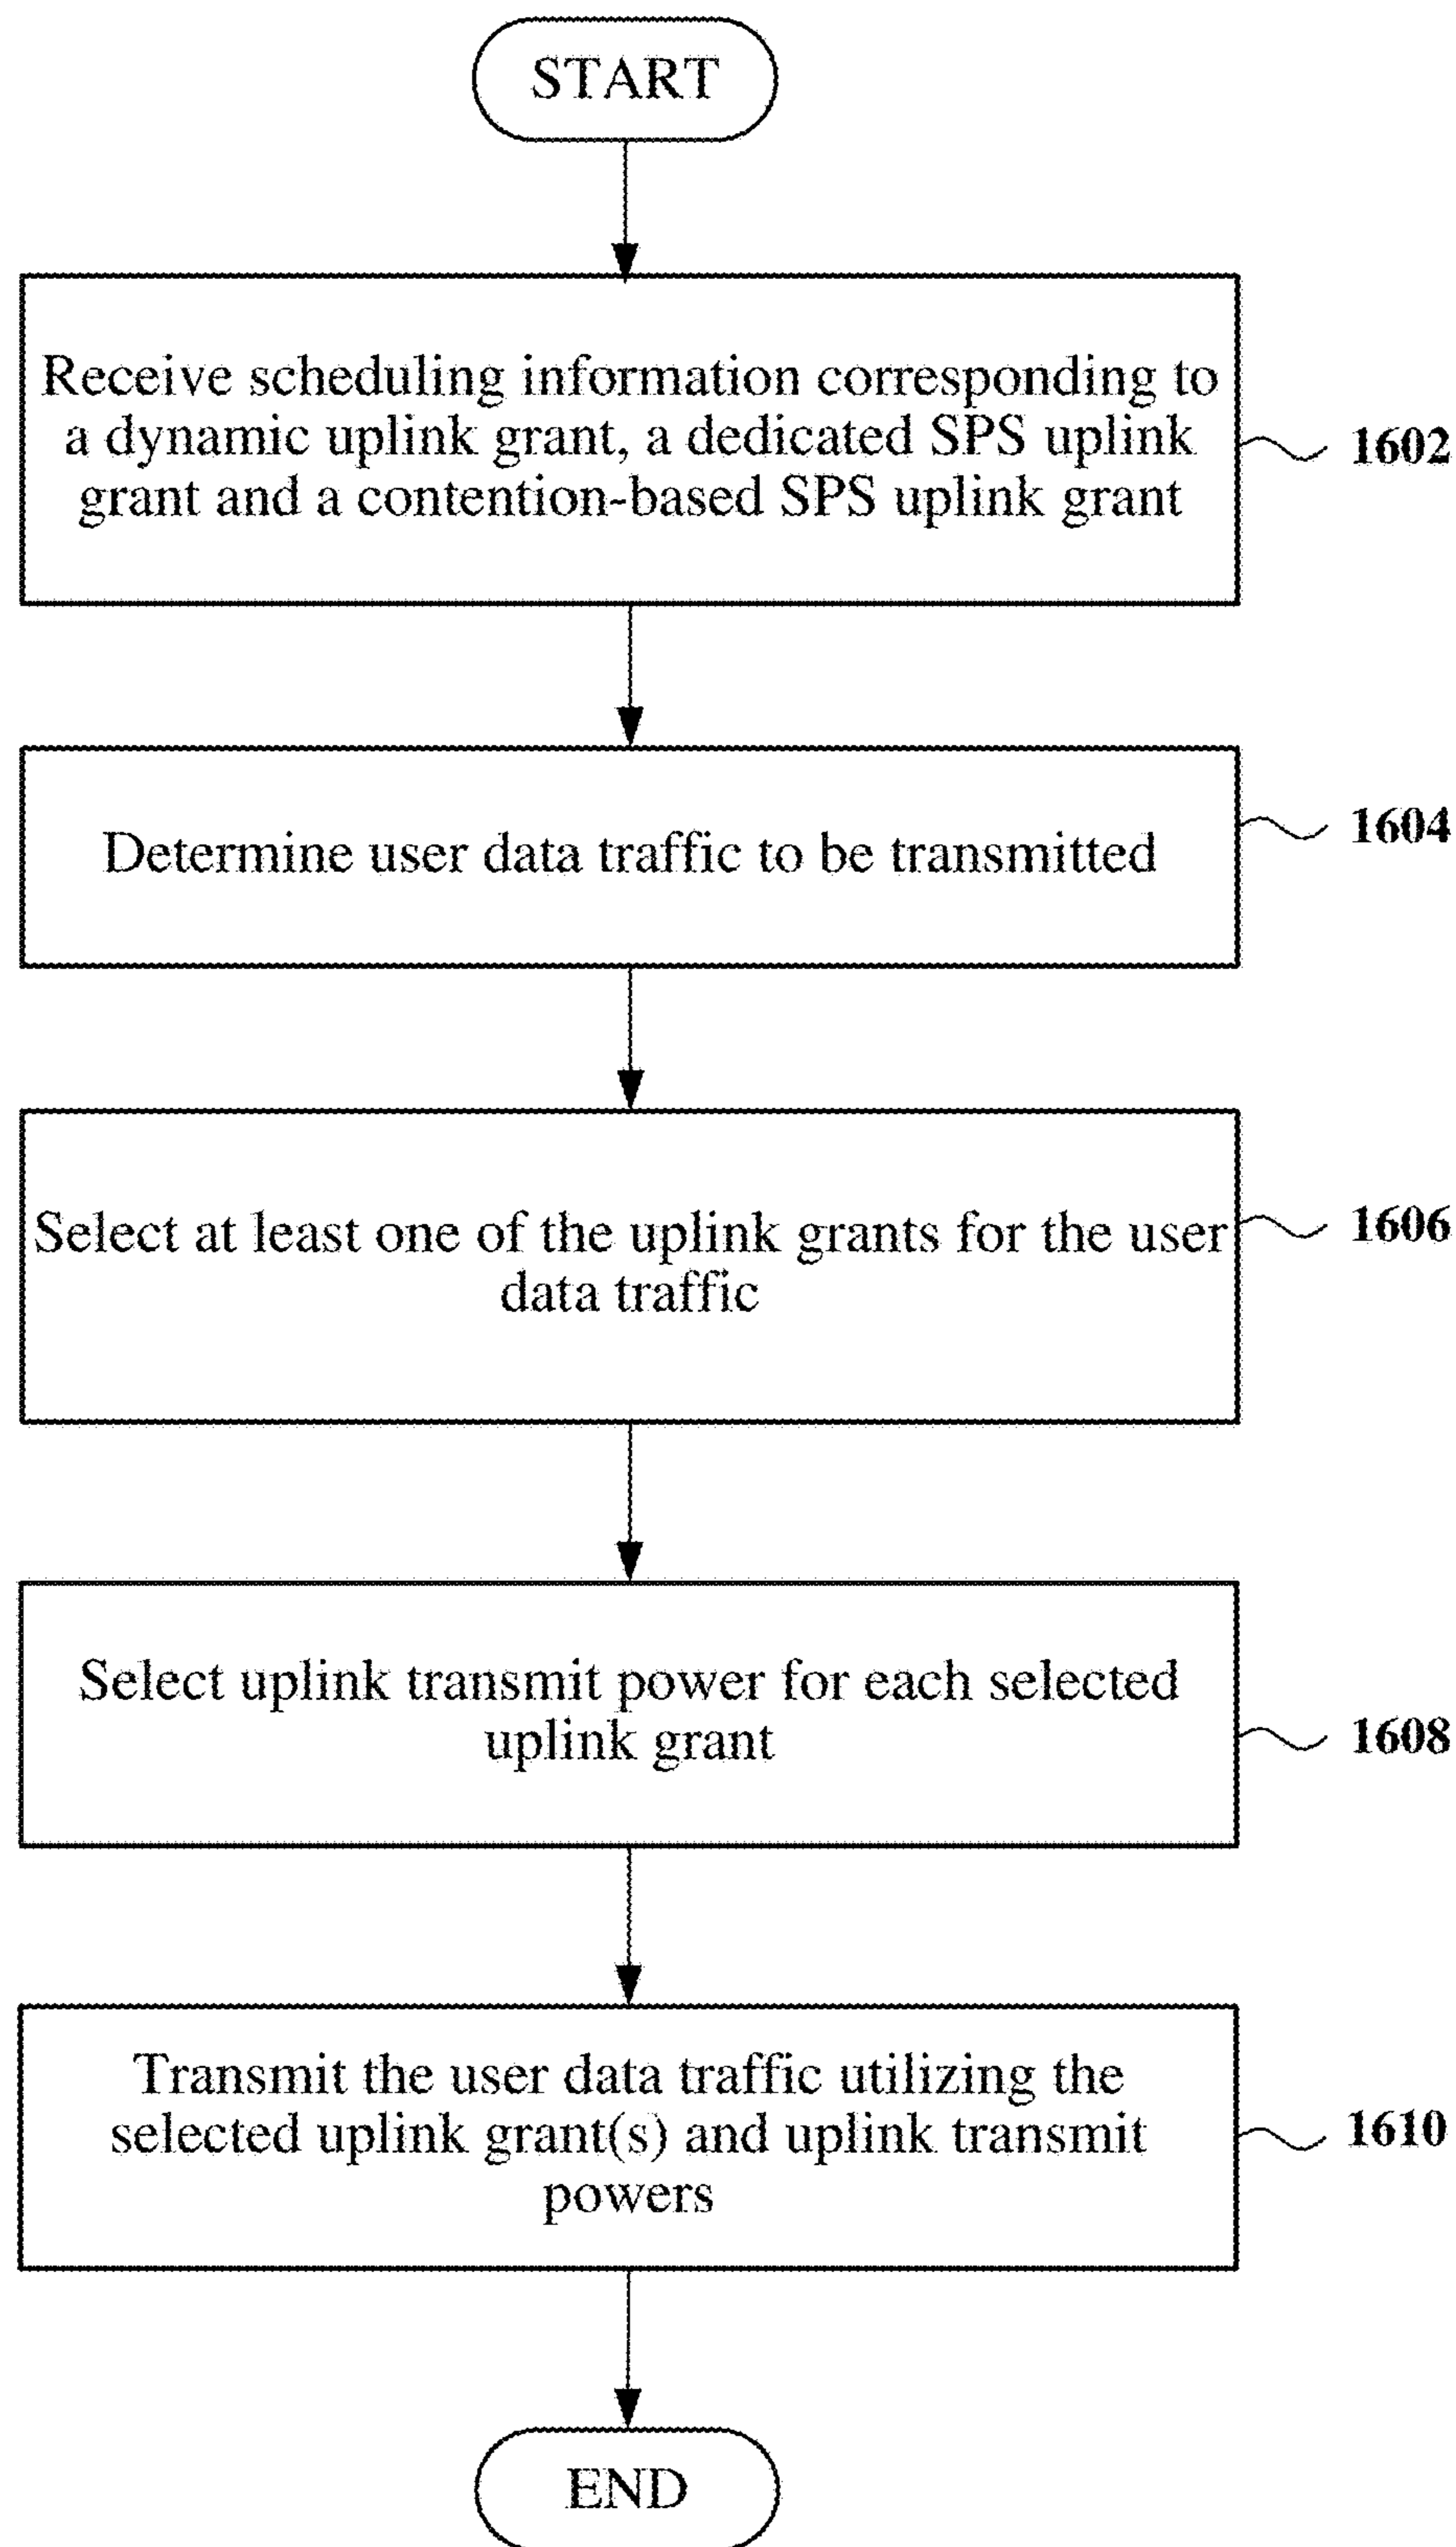 START
Receive scheduling information corresponding to
a dynamic uplink grant, a dedicated SPS uplink
grant and a contention-based SPS uplink grant
1602
Determine user data traffic to be transmitted
1604
Select at least one of the uplink grants for the user
data traffic
1606
Select uplink transmit power for each selected
uplink grant
1608
Transmit the user data traffic utilizing the
selected uplink grant(s) and uplink transmit
powers
1610
END